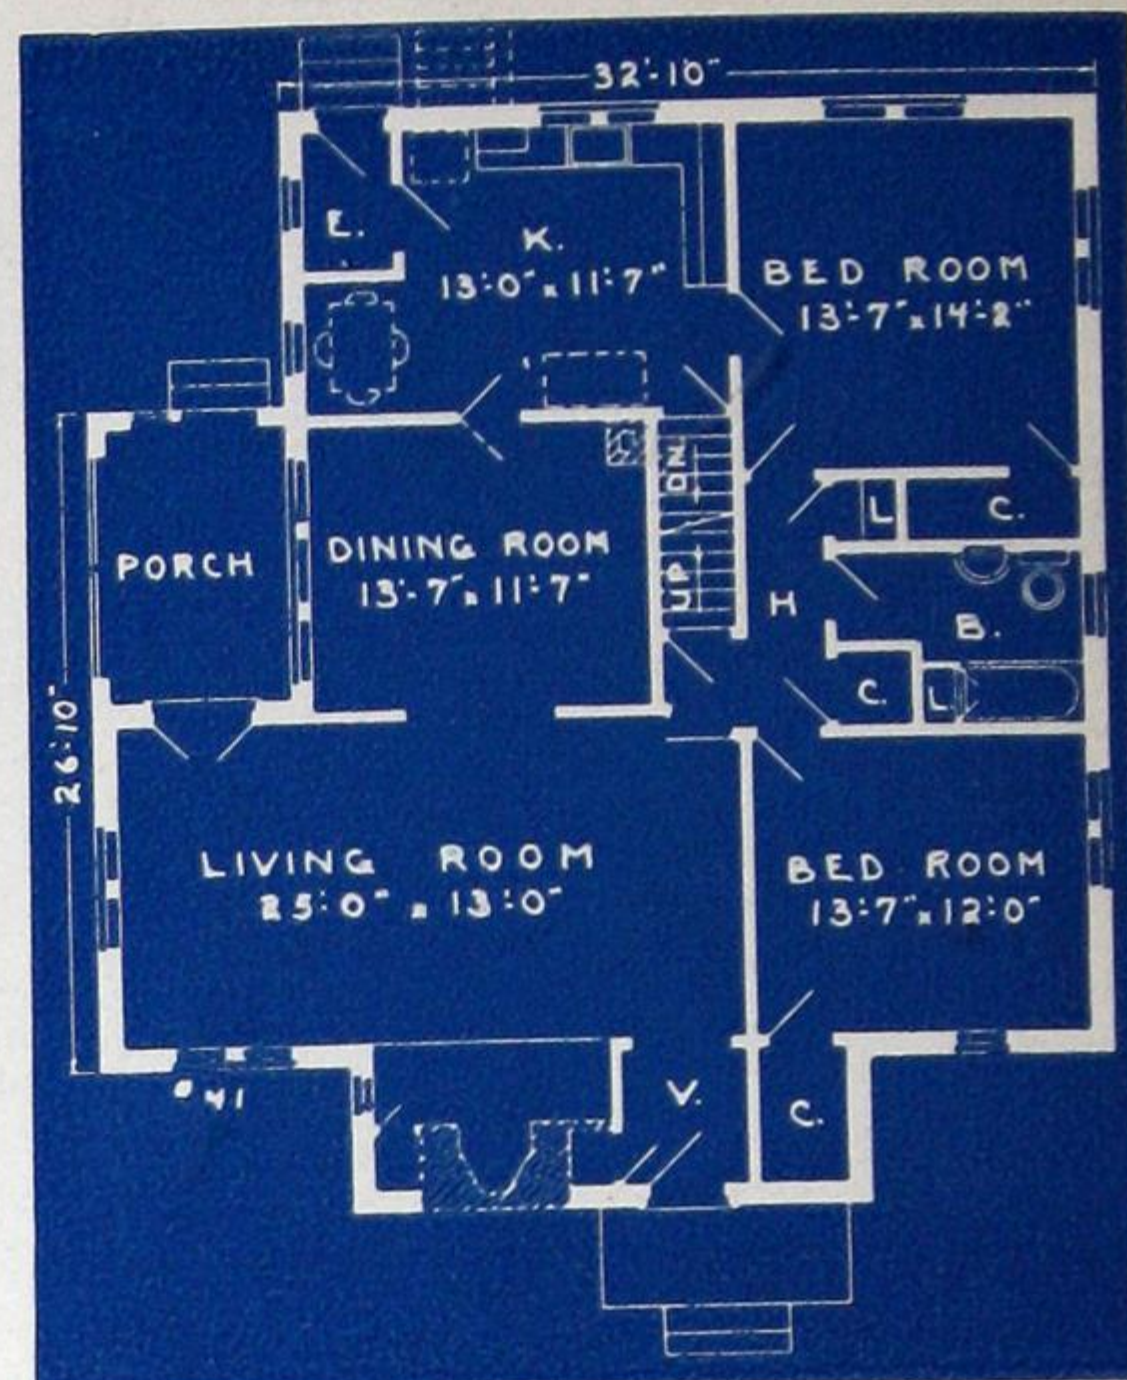 32'-10"
E.
K.
13'-0" x 11'-7"
BED ROOM
13'-7" x 14'-2"
DN
L
C.
PORCH
DINING ROOM
13'-7" x 11'-7"
UP
H
B.
C.
L
26'-10"
LIVING ROOM
25'-0" x 13'-0"
BED ROOM
13'-7" x 12'-0"
#41
V.
C.